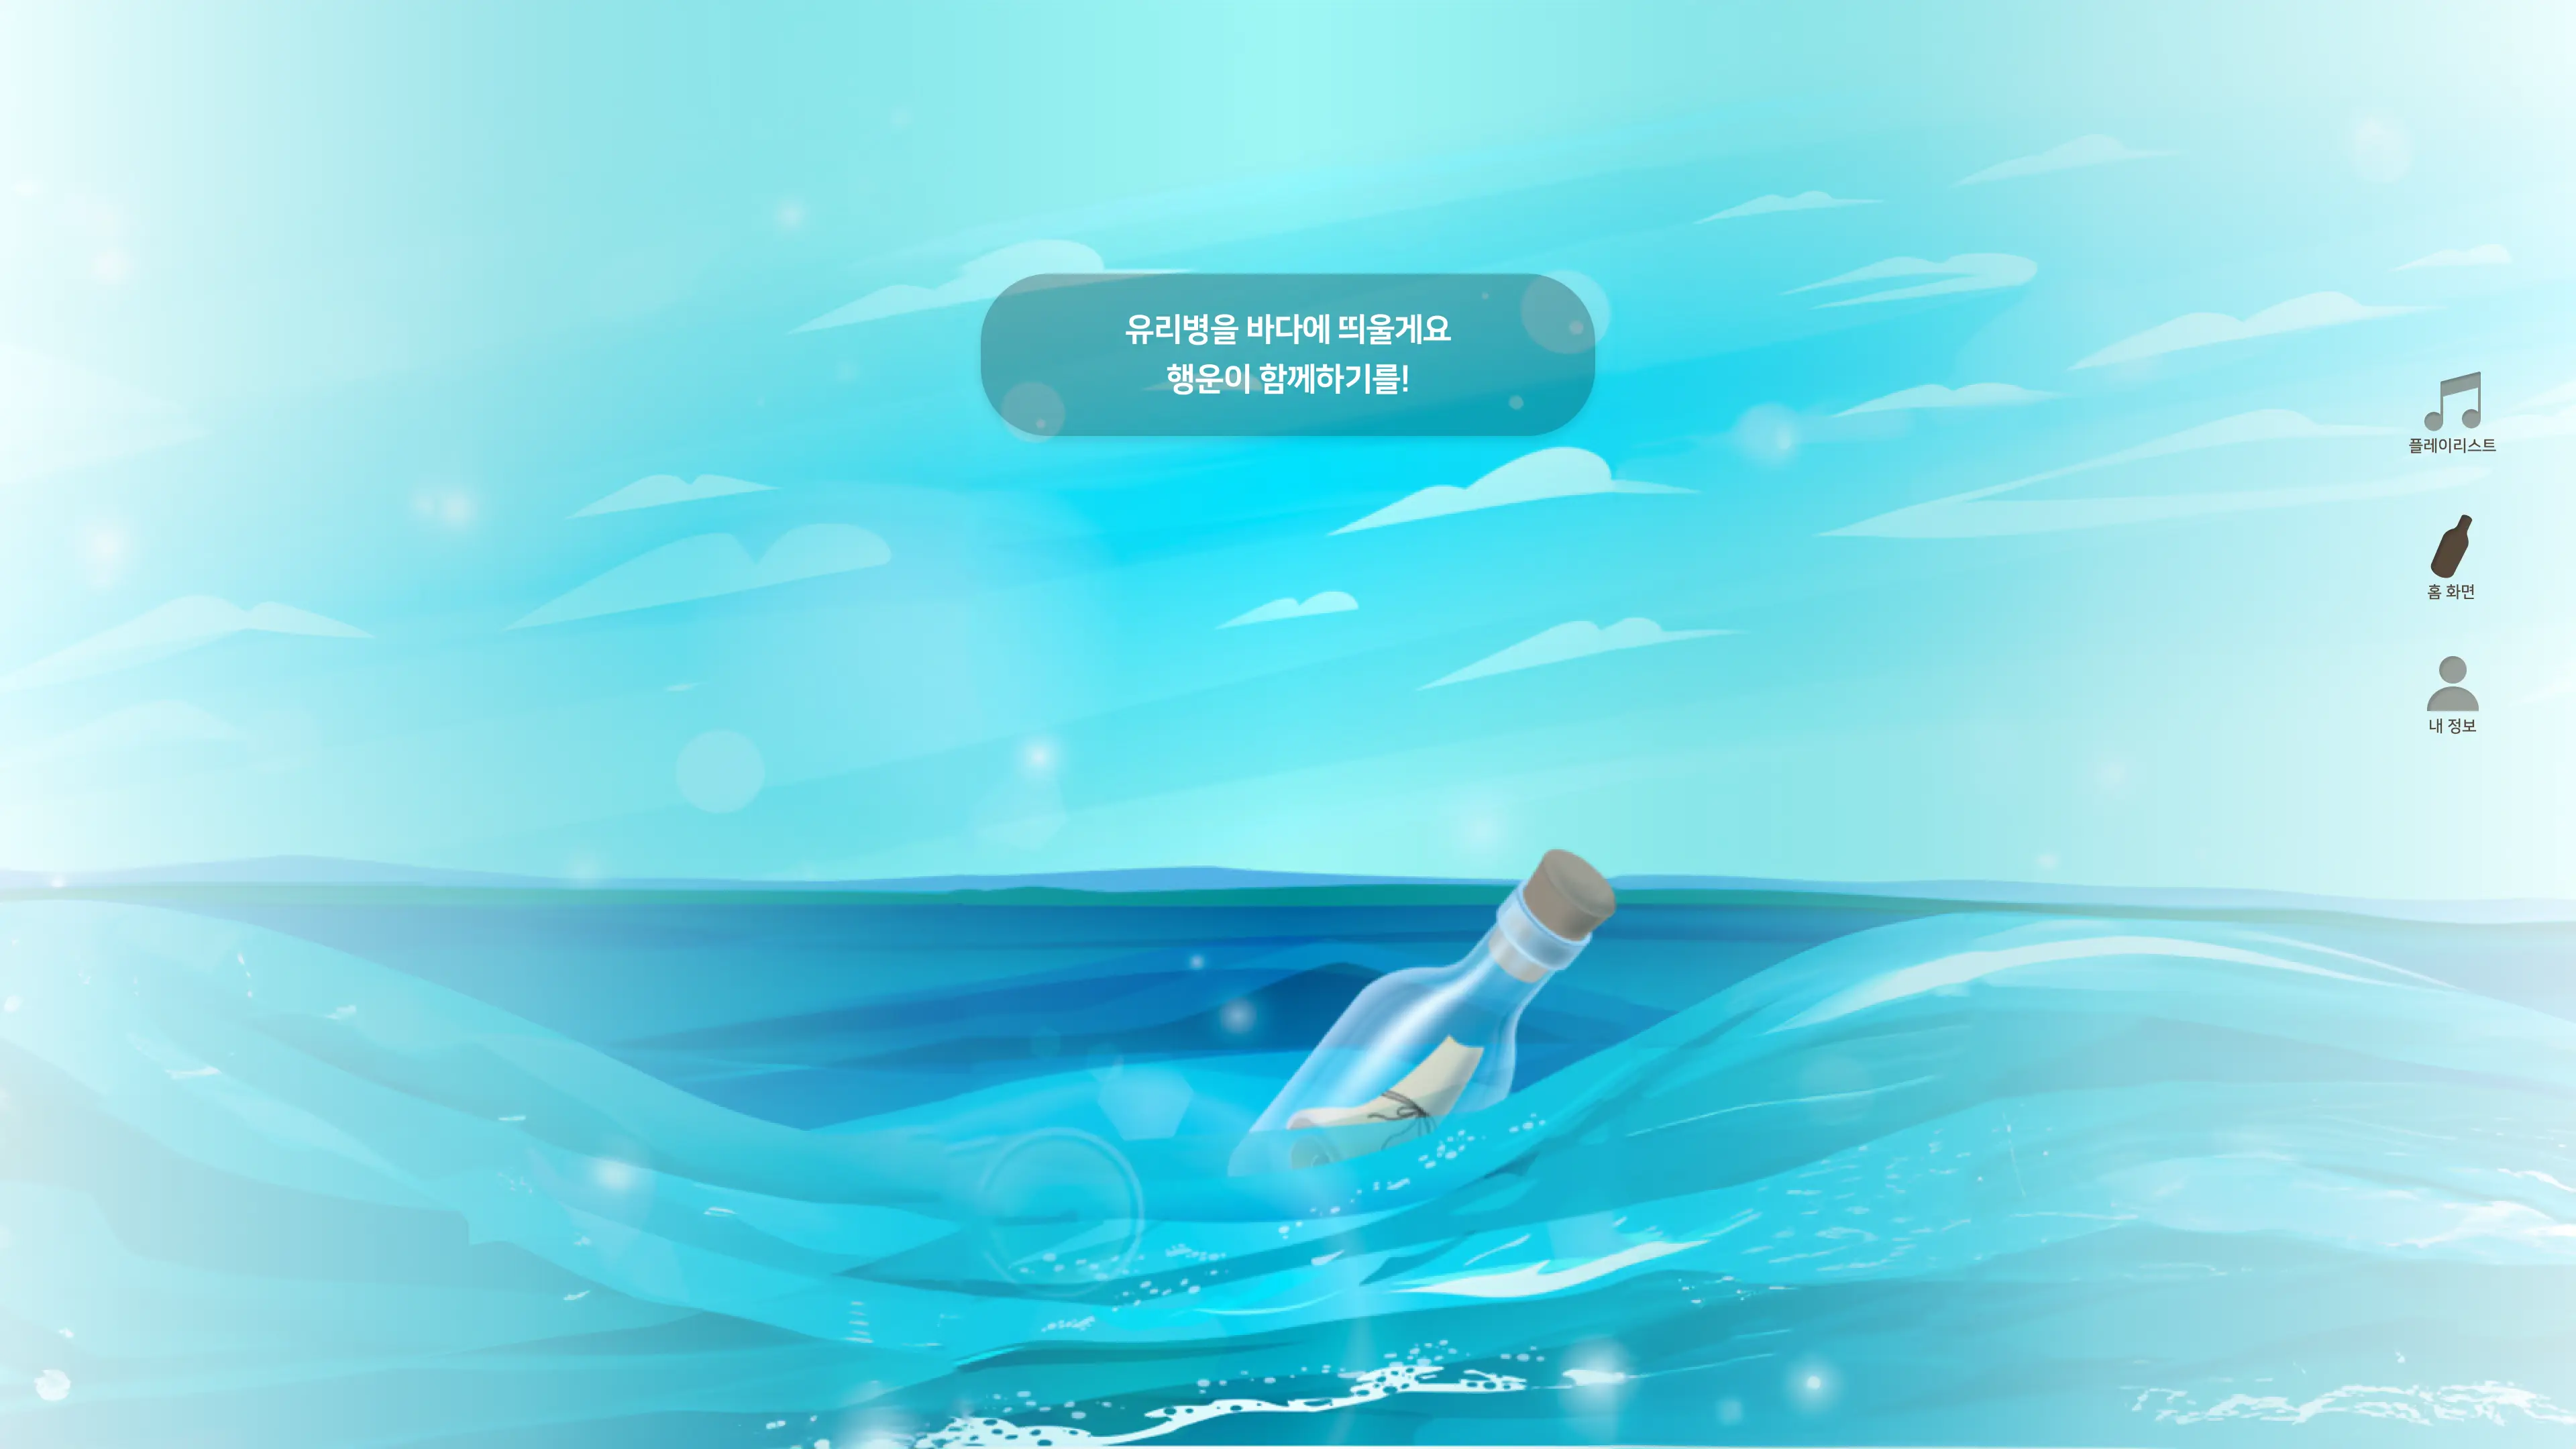 유리병을 바다에 띄울게요
행운이 함께하기를!
플레이리스트
홈 화면
내 정보